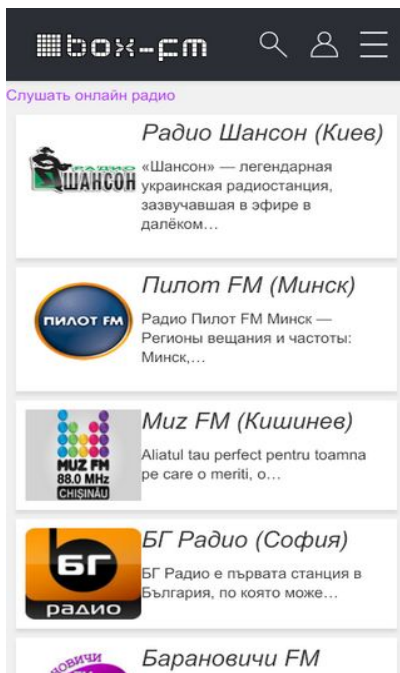 box-fm
Слушать онлайн радио
Радио Шансон (Киев)
РАДИО
ШАНСОН
«Шансон» — легендарная
украинская радиостанция,
зазвучавшая в эфире в
далёком…
Пилот FM (Минск)
ПИЛОТ FM
Радио Пилот FM Минск —
Регионы вещания и частоты:
Минск,…
Muz FM (Кишинев)
MUZ FM
88.0 MHz
CHIȘINĂU
Aliatul tau perfect pentru toamna
pe care o meriti, o…
БГ Радио (София)
БГ
радио
БГ Радио е първата станция в
България, по която може…
Барановичи FM